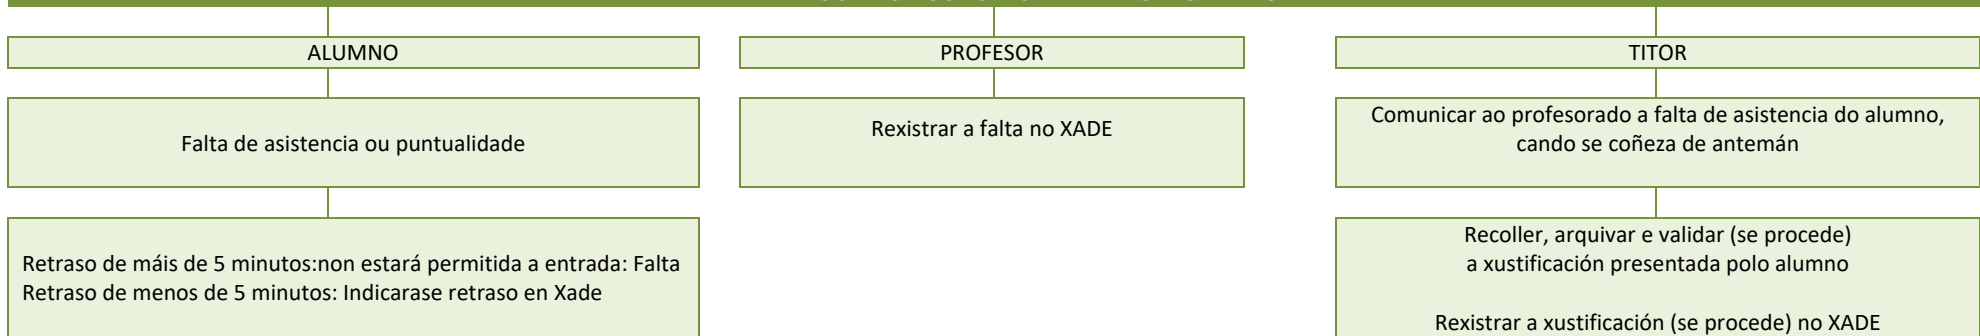 ALUMNO
PROFESOR
TITOR
Falta de asistencia ou puntualidade
Rexistrar a falta no XADE
Comunicar ao profesorado a falta de asistencia do alumno,
cando se coñeza de antemán
Retraso de máis de 5 minutos:non estará permitida a entrada: Falta
Retraso de menos de 5 minutos: Indicarase retraso en Xade
Recoller, arquivar e validar (se procede)
a xustificación presentada polo alumno
Rexistrar a xustificación (se procede) no XADE